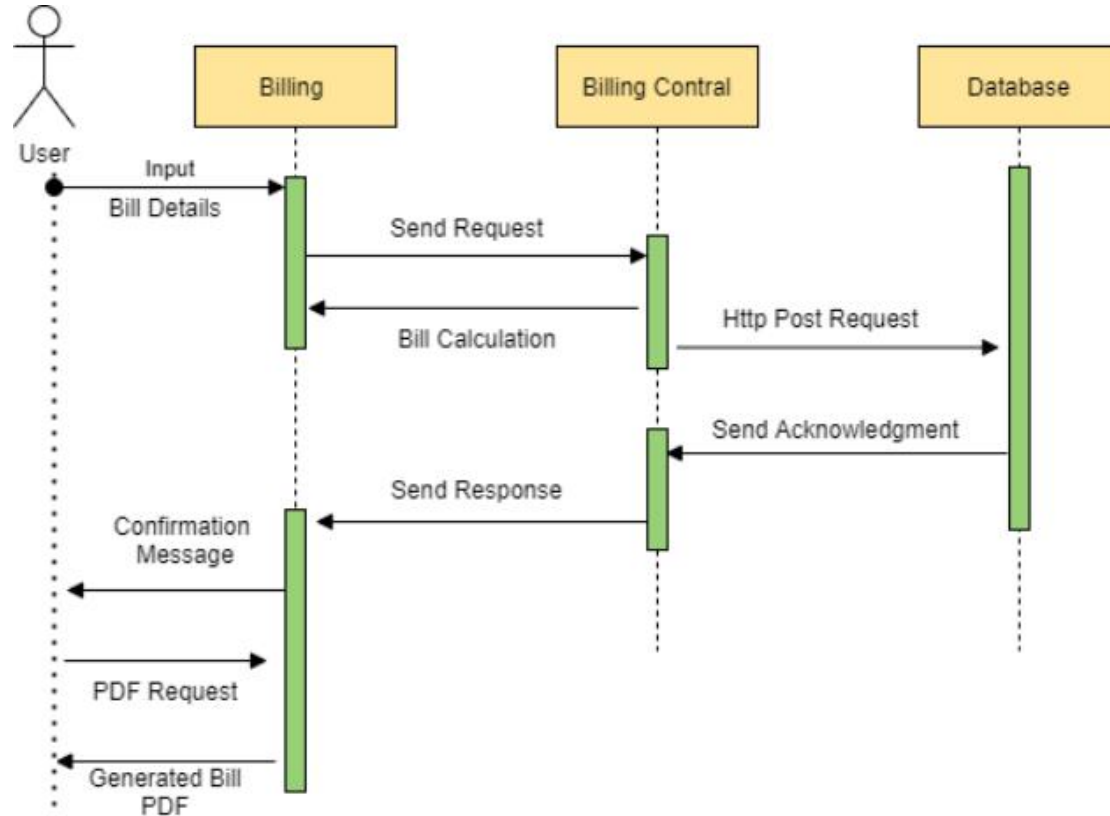 Billing
Billing Contral
Database
User
Input
Bill Details
Send Request
Bill Calculation
Http Post Request
Send Acknowledgment
Send Response
Confirmation
Message
PDF Request
Generated Bill
PDF